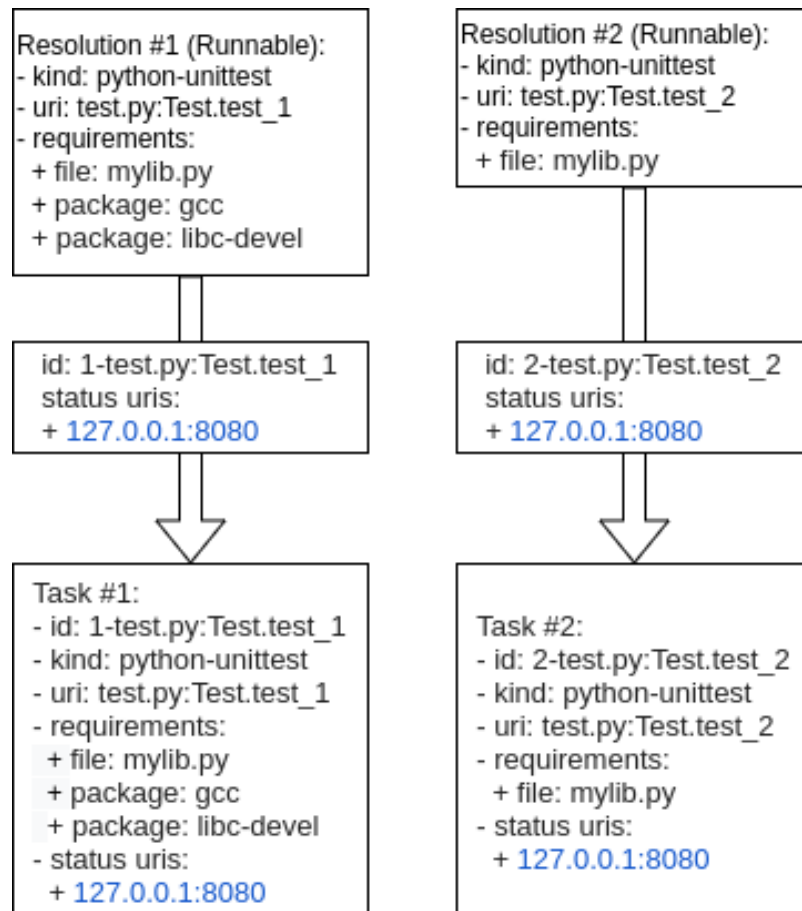 Resolution #1 (Runnable):
- kind: python-unittest
- uri: test.py:Test.test_1
- requirements:
+ file: mylib.py
+ package: gcc
+ package: libc-devel
id: 1-test.py:Test.test_1
status uris:
+ 127.0.0.1:8080
Task #1:
- id: 1-test.py:Test.test_1
- kind: python-unittest
- uri: test.py:Test.test_1
- requirements:
+ file: mylib.py
+ package: gcc
+ package: libc-devel
- status uris:
+ 127.0.0.1:8080
Resolution #2 (Runnable):
- kind: python-unittest
- uri: test.py:Test.test_2
- requirements:
+ file: mylib.py
id: 2-test.py:Test.test_2
status uris:
+ 127.0.0.1:8080
Task #2:
- id: 2-test.py:Test.test_2
- kind: python-unittest
- uri: test.py:Test.test_2
- requirements:
+ file: mylib.py
- status uris:
+ 127.0.0.1:8080